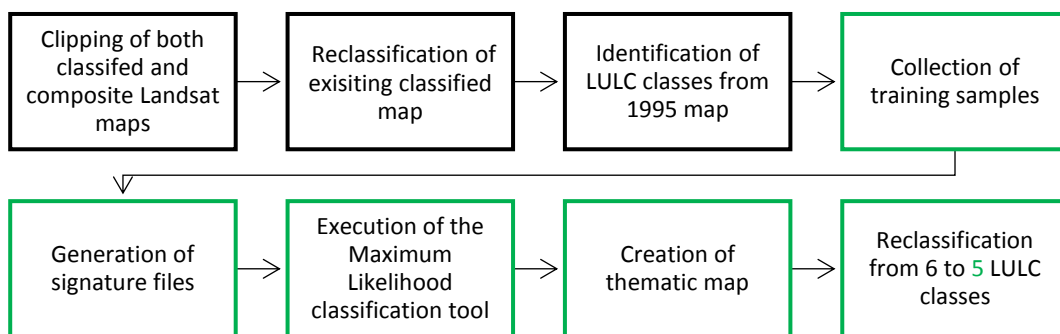 Clipping of both
classifed and
composite Landsat
maps
Reclassification of
exisiting classified
map
Identification of
LULC classes from
1995 map
Collection of
training samples
Generation of
signature files
Execution of the
Maximum
Likelihood
classification tool
Creation of
thematic map
Reclassification
from 6 to 5 LULC
classes